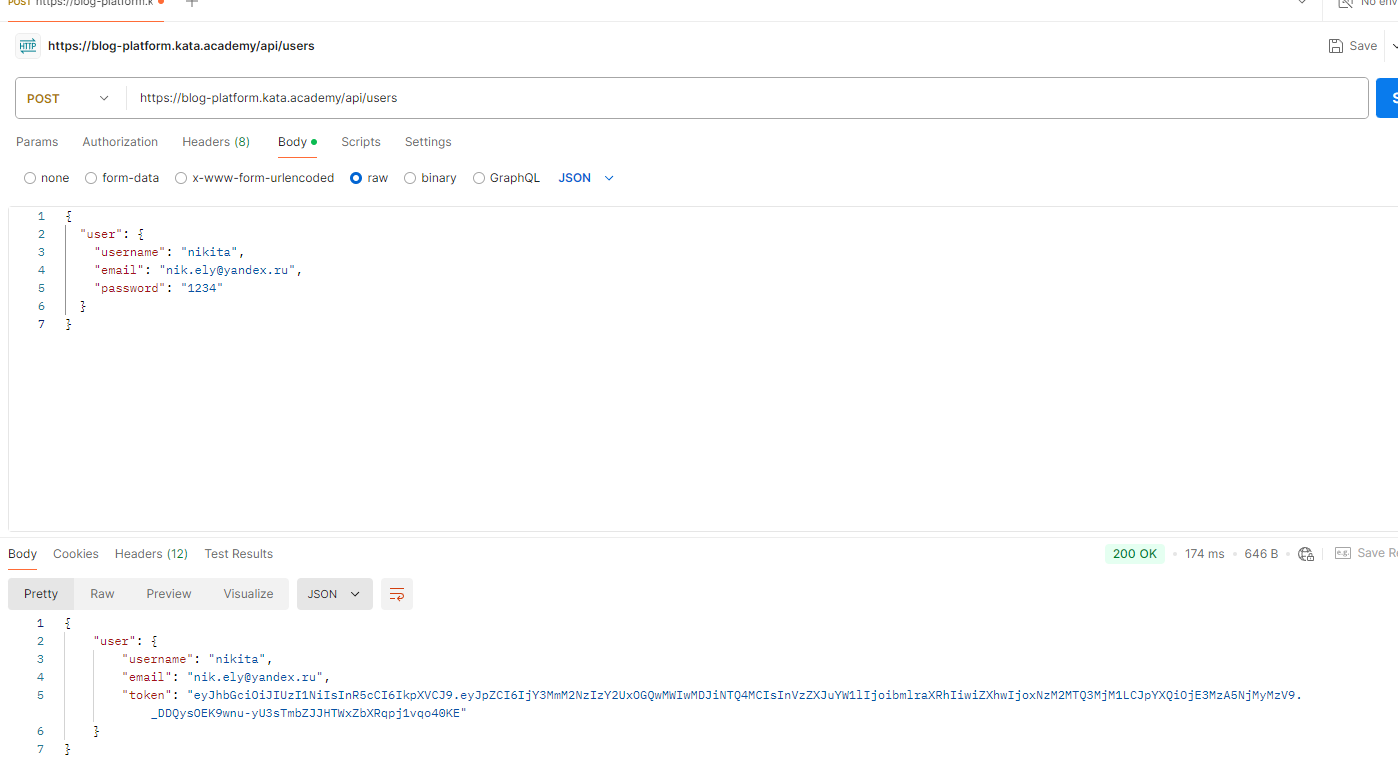 POST https://blog-platform.k
No env
HTTP https://blog-platform.kata.academy/api/users
Save
POST https://blog-platform.kata.academy/api/users
S
Params Authorization Headers (8) Body Scripts Settings
none form-data x-www-form-urlencoded raw binary GraphQL JSON
1 {
2 "user": {
3 "username": "nikita",
4 "email": "nik.ely@yandex.ru",
5 "password": "1234"
6 }
7 }
Body Cookies Headers (12) Test Results
200 OK 174 ms 646 B e.g. Save Re
Pretty Raw Preview Visualize JSON
1 {
2 "user": {
3 "username": "nikita",
4 "email": "nik.ely@yandex.ru",
5 "token": "eyJhbGciOiJIUzI1NiIsInR5cCI6IkpXVCJ9.eyJpZCI6IjY3MmM2NzIzY2UxOGQwMWIwMDJiNTQ4MCIsInVzZXJuYW1lIjoibmlraXRhIiwiZXhwIjoxNzM2MTQ3MjM1LCJpYXQiOjE3MzA5NjMyMzV9.
_DDQysOEK9wnu-yU3sTmbZJJHTWxZbXRqpj1vqo40KE"
6 }
7 }